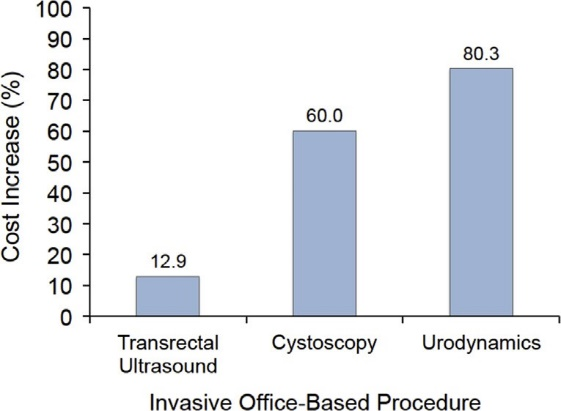 Cost Increase (%)
100
90
80
70
60
50
40
30
20
10
0
12.9
60.0
80.3
Transrectal
Ultrasound
Cystoscopy
Urodynamics
Invasive Office-Based Procedure